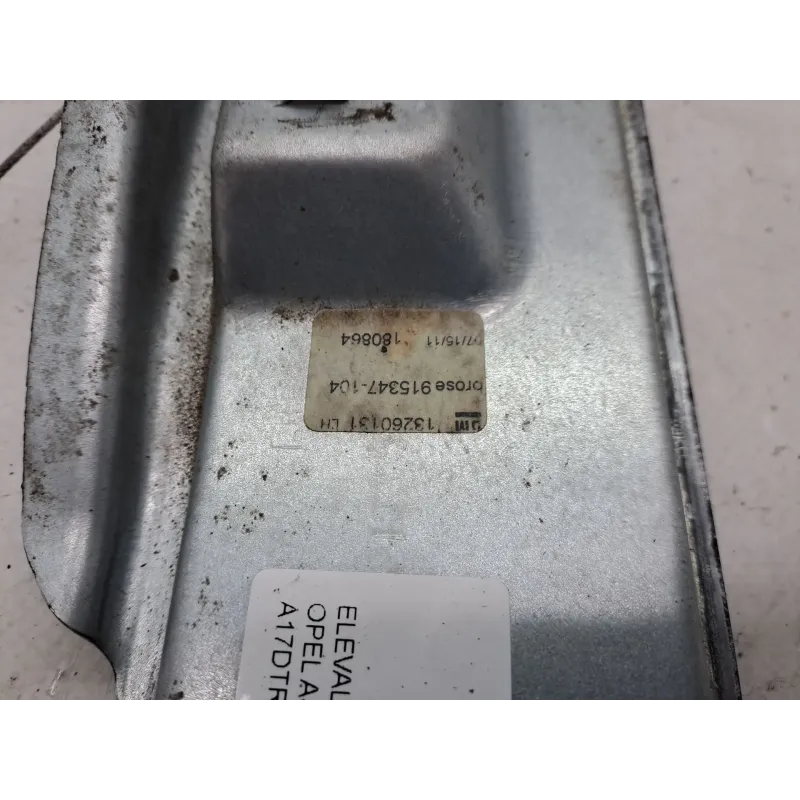 gm 13260131 LH
brose 915347-104
07/15/11 180864
ELEVAL
OPEL A
A17DTR